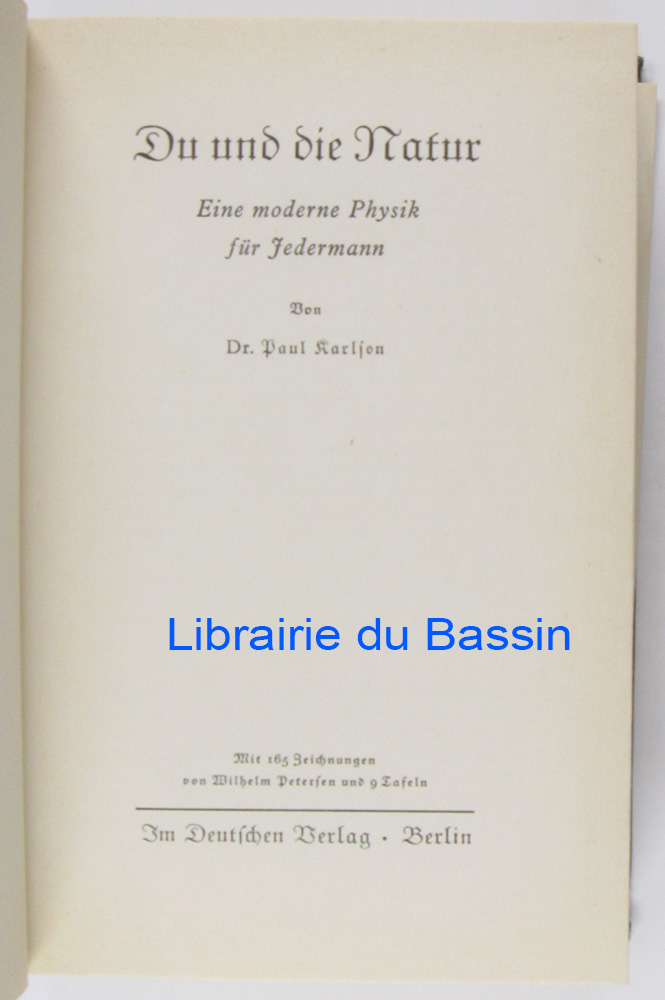 Du und die Natur
Eine moderne Physik
für Jedermann
Von
Dr. Paul Karlſon
Librairie du Bassin
Mit 165 Zeichnungen
von Wilhelm Peterſen und 9 Tafeln
Im Deutſchen Verlag · Berlin